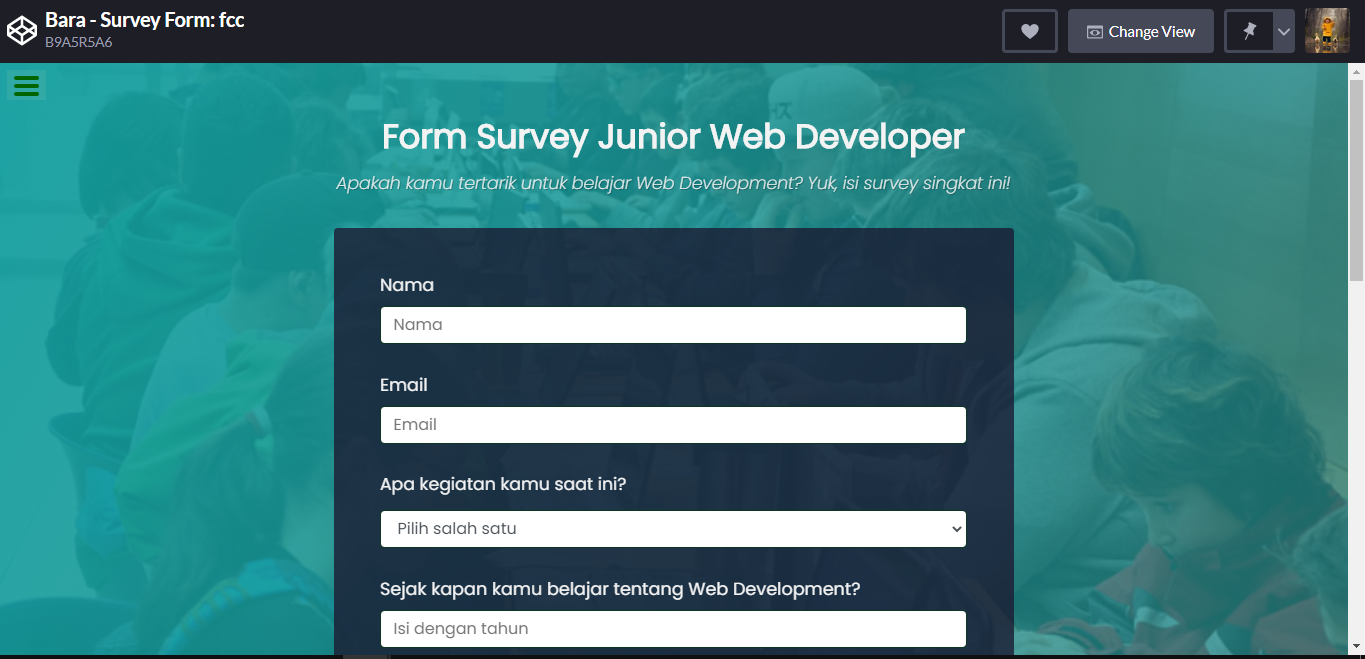 Bara - Survey Form: fcc
B9A5R5A6
Change View
Form Survey Junior Web Developer
Apakah kamu tertarik untuk belajar Web Development? Yuk, isi survey singkat ini!
Nama
Nama
Email
Email
Apa kegiatan kamu saat ini?
Pilih salah satu
Sejak kapan kamu belajar tentang Web Development?
Isi dengan tahun